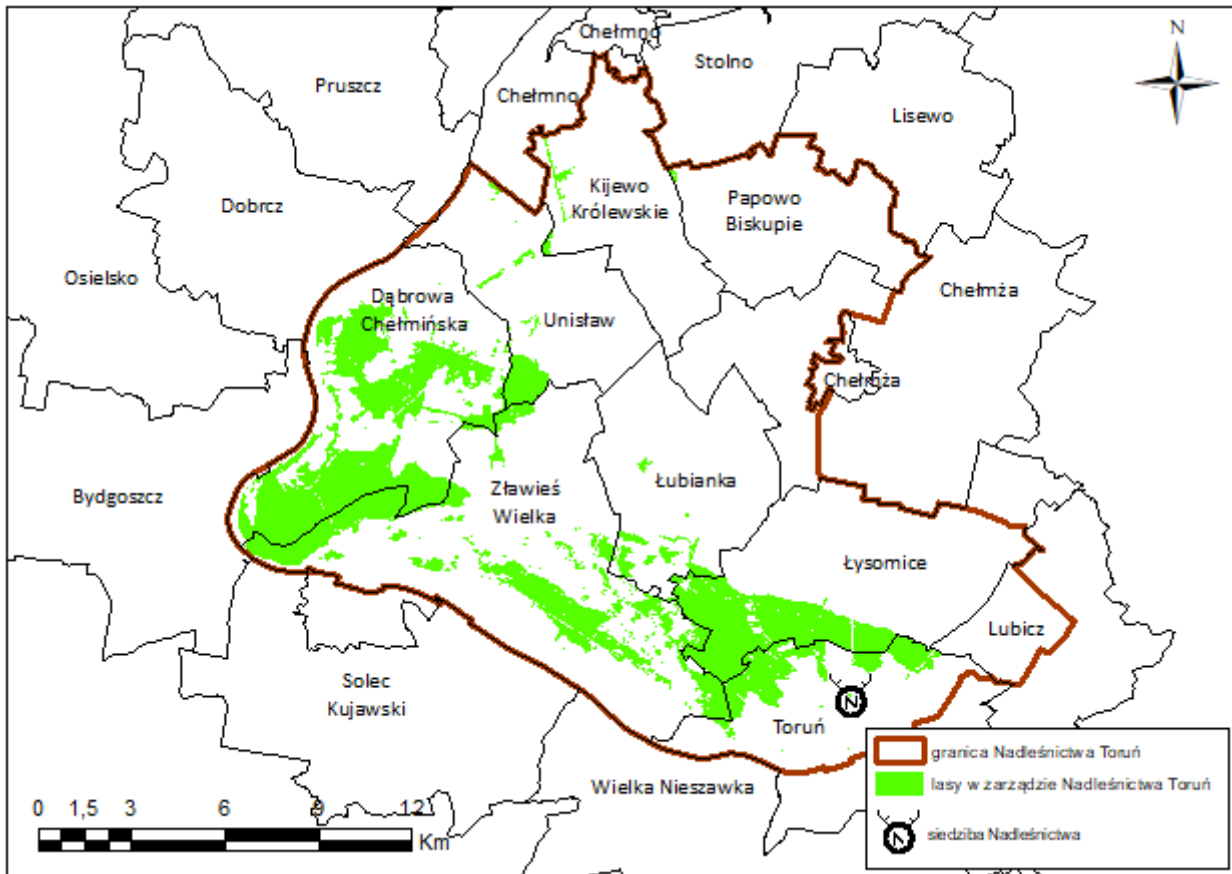 Chełmno
Stolno
N
Pruszcz
Chełmno
Lisewo
Dobrcz
Kijewo
Królewskie
Papowo
Biskupie
Osielsko
Chełmża
Dąbrowa
Chełmińska
Unisław
Chełmża
Bydgoszcz
Zławieś
Wielka
Łubianka
Łysomice
Lubicz
Solec
Kujawski
Toruń
N
Wielka Nieszawka
granica Nadleśnictwa Toruń
lasy w zarządzie Nadleśnictwa Toruń
N
siedziba Nadleśnictwa
0 1,5 3 6 9 12
Km